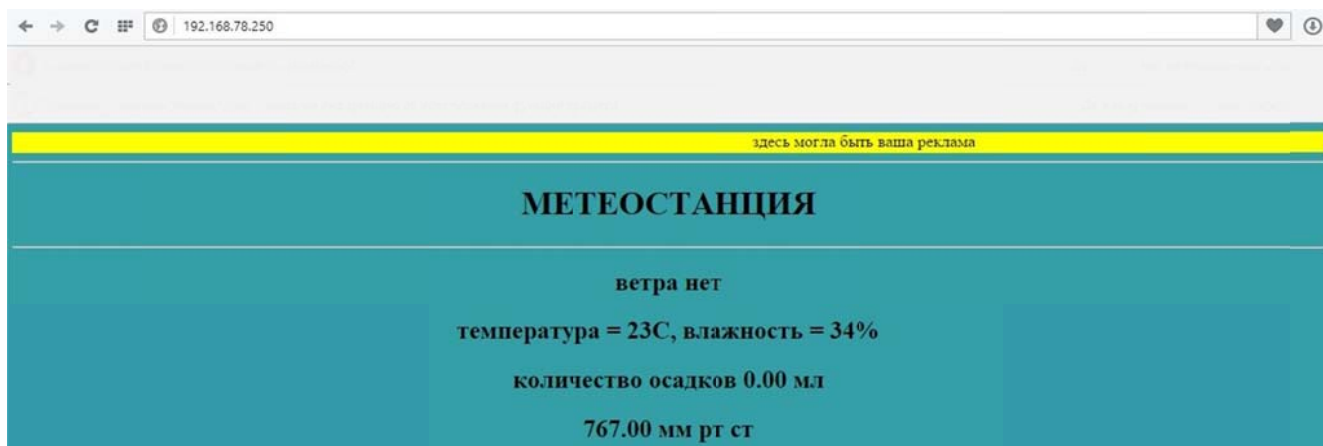 192.168.78.250
здесь могла быть ваша реклама
МЕТЕОСТАНЦИЯ
ветра нет
температура = 23С, влажность = 34%
количество осадков 0.00 мл
767.00 мм рт ст